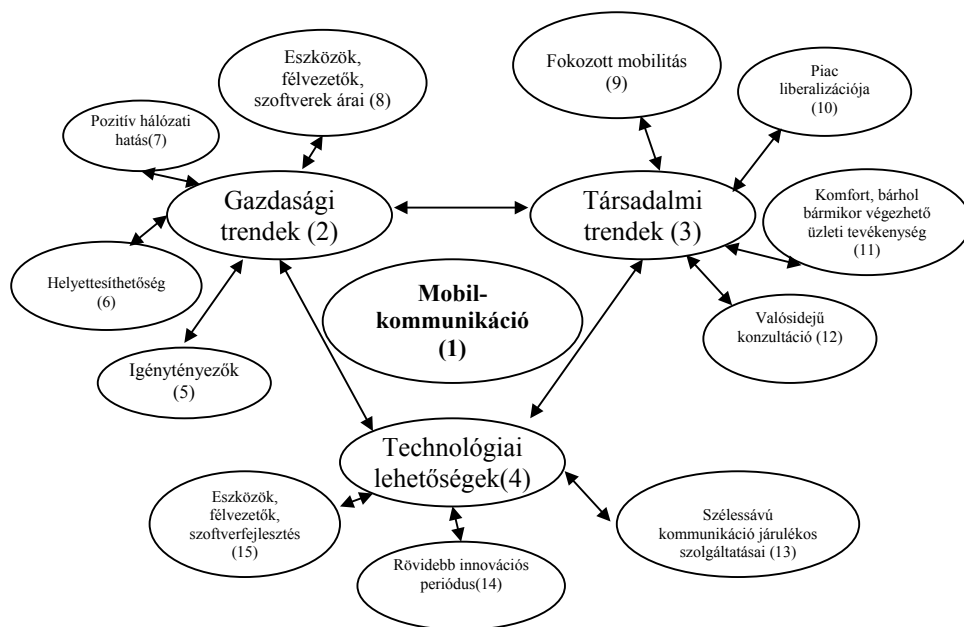 Eszközök,
félvezetők,
szoftverek árai (8)
Fokozott mobilitás
(9)
Piac
liberalizációja
(10)
Pozitív hálózati
hatás(7)
Gazdasági
trendek (2)
Társadalmi
trendek (3)
Komfort, bárhol
bármikor végezhető
üzleti tevékenység
(11)
Helyettesíthetőség
(6)
Mobil-
kommunikáció
(1)
Valósidejű
konzultáció (12)
Igénytényezők
(5)
Technológiai
lehetőségek(4)
Eszközök,
félvezetők,
szoftverfejlesztés
(15)
Rövidebb innovációs
periódus(14)
Szélessávú
kommunikáció járulékos
szolgáltatásai (13)